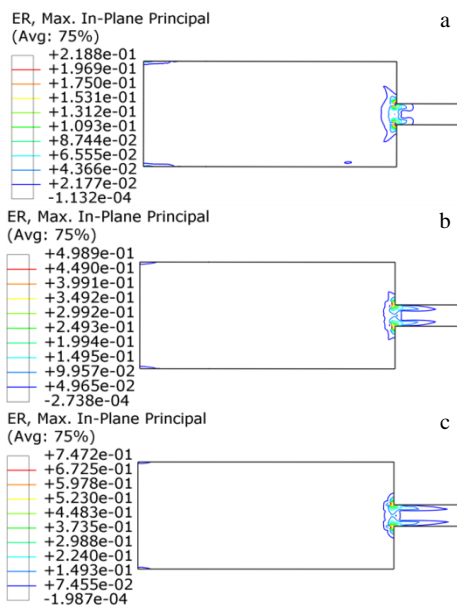 ER, Max. In-Plane Principal
a
(Avg: 75%)
+2.188e-01
+1.969e-01
+1.750e-01
+1.531e-01
+1.312e-01
+1.093e-01
+8.744e-02
+6.555e-02
+4.366e-02
+2.177e-02
-1.132e-04
ER, Max. In-Plane Principal
b
(Avg: 75%)
+4.989e-01
+4.490e-01
+3.991e-01
+3.492e-01
+2.992e-01
+2.493e-01
+1.994e-01
+1.495e-01
+9.957e-02
+4.965e-02
-2.738e-04
ER, Max. In-Plane Principal
c
(Avg: 75%)
+7.472e-01
+6.725e-01
+5.978e-01
+5.230e-01
+4.483e-01
+3.735e-01
+2.988e-01
+2.240e-01
+1.493e-01
+7.455e-02
-1.987e-04